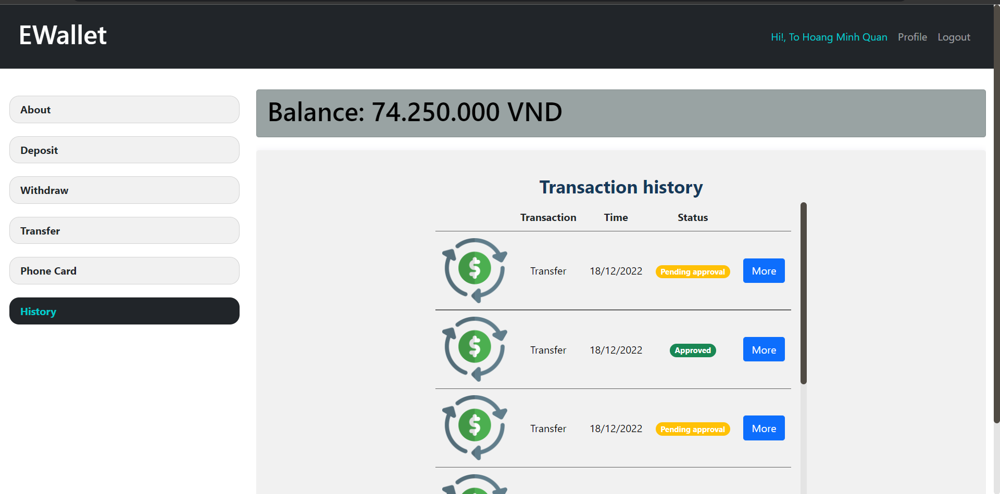 EWallet
Hi!, To Hoang Minh Quan Profile Logout
About
Deposit
Withdraw
Transfer
Phone Card
History
Balance: 74.250.000 VND
Transaction history
Transaction Time Status
Transfer 18/12/2022 Pending approval More
Transfer 18/12/2022 Approved More
Transfer 18/12/2022 Pending approval More